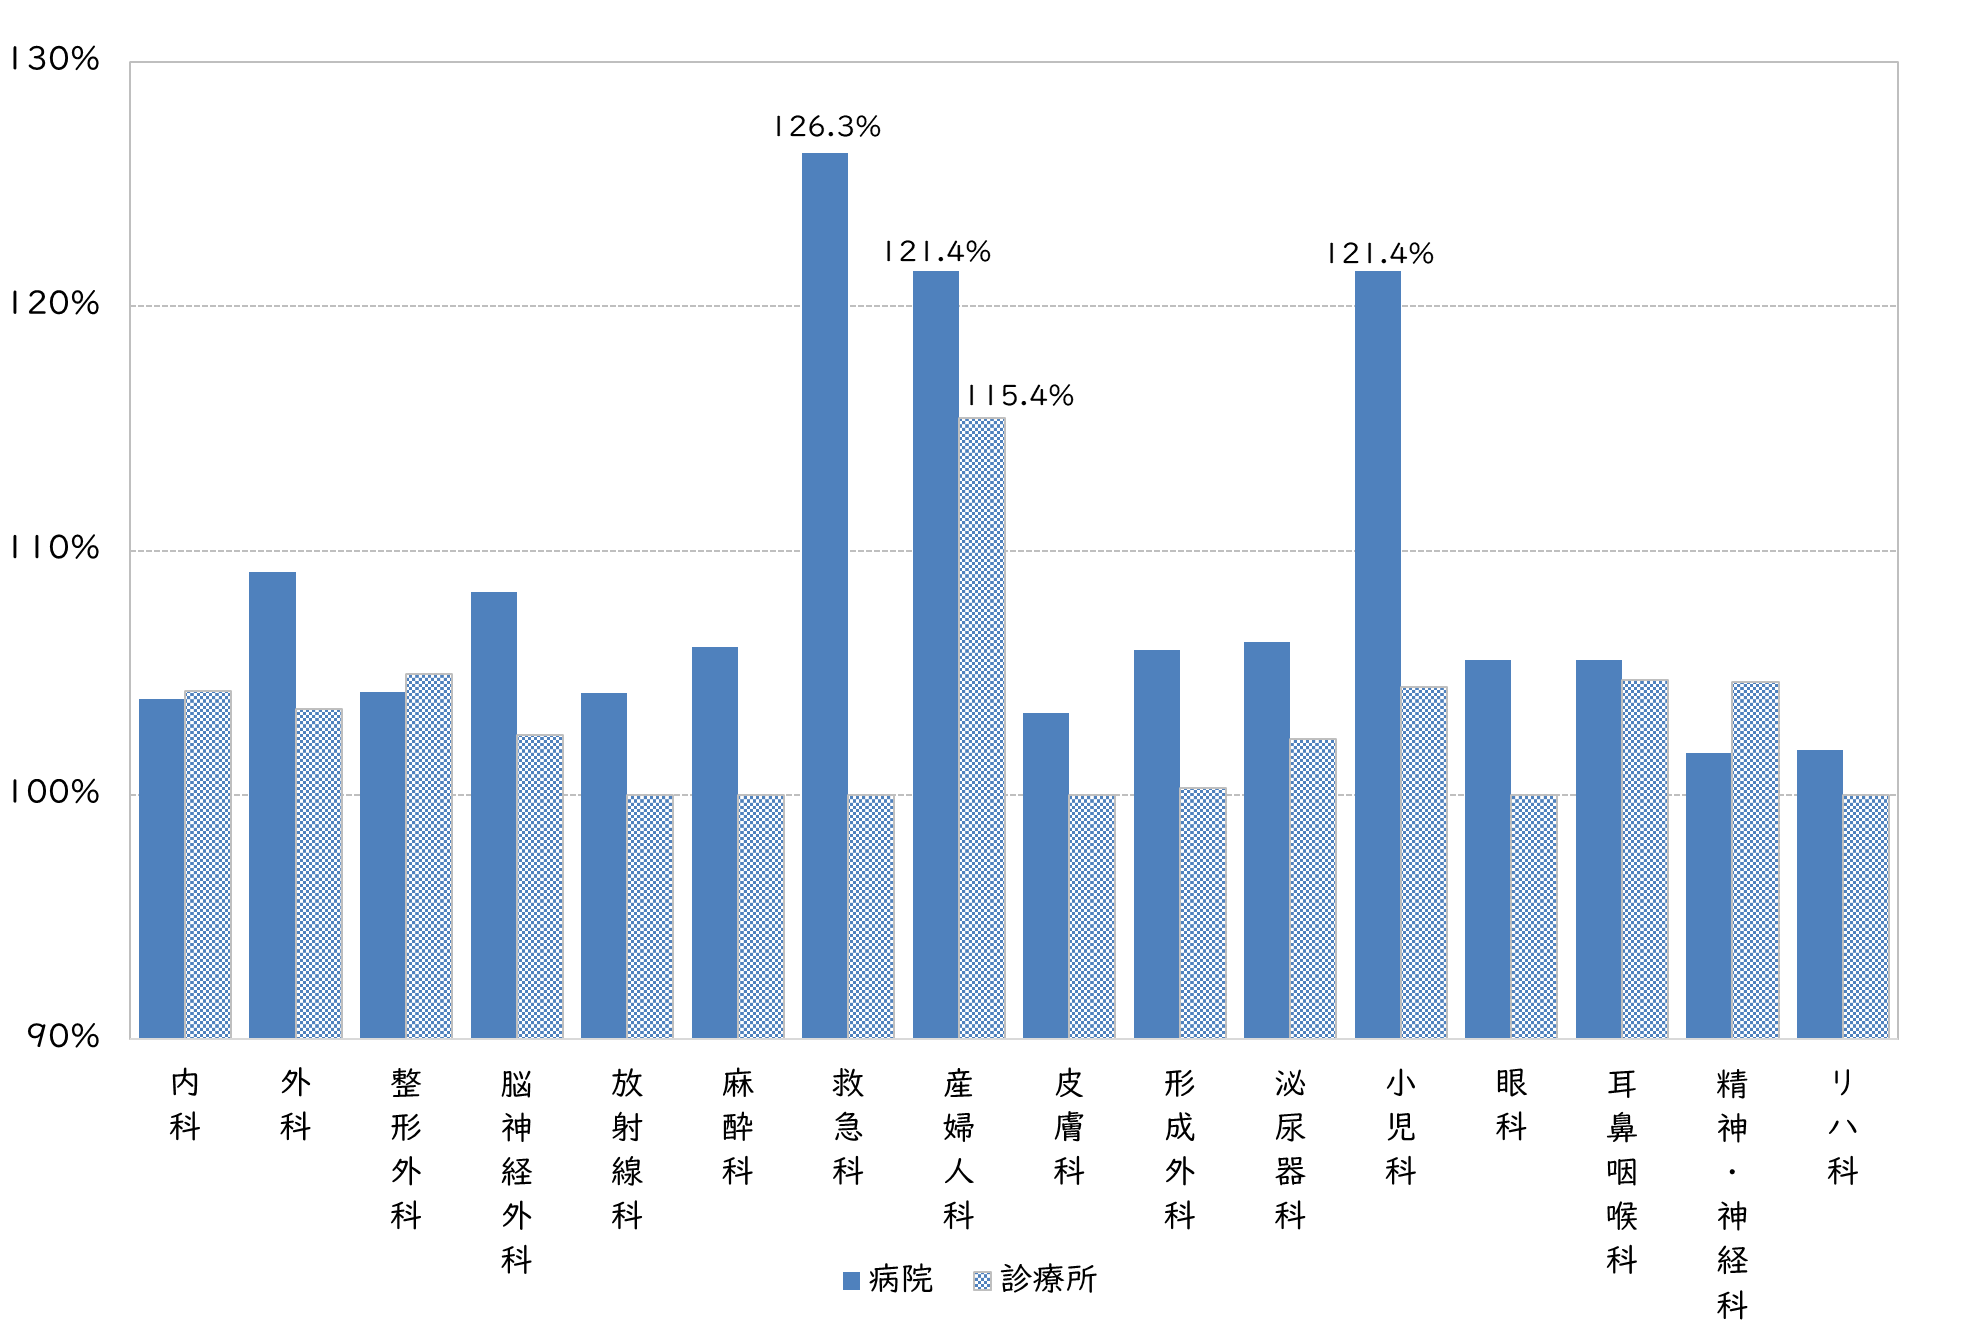 130%
120%
110%
100%
90%
126.3%
121.4%
115.4%
121.4%
内科
外科
整形外科
脳神経外科
放射線科
麻酔科
救急科
産婦人科
皮膚科
形成外科
泌尿器科
小児科
眼科
耳鼻咽喉科
精神・神経科
リハ科
病院
診療所